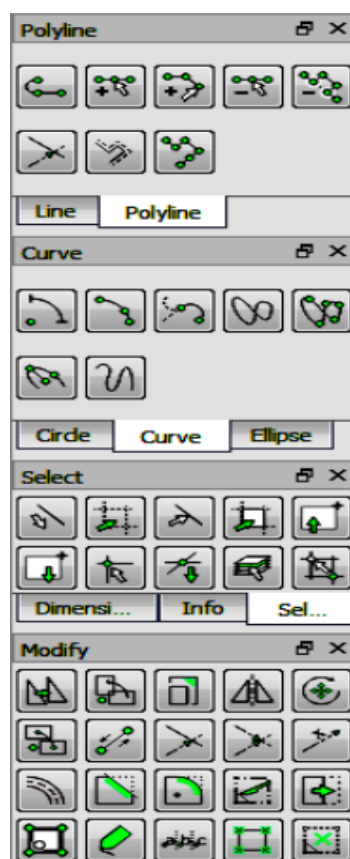 Polyline
Line Polyline
Curve
Circle Curve Ellipse
Select
Dimensi... Info Sel...
Modify